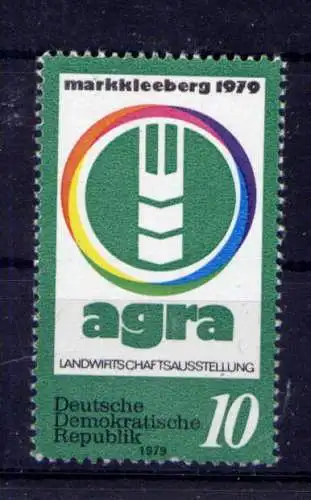 markkleeberg 1979
agra
LANDWIRTSCHAFTSAUSSTELLUNG
Deutsche
Demokratische
Republik
10
1979